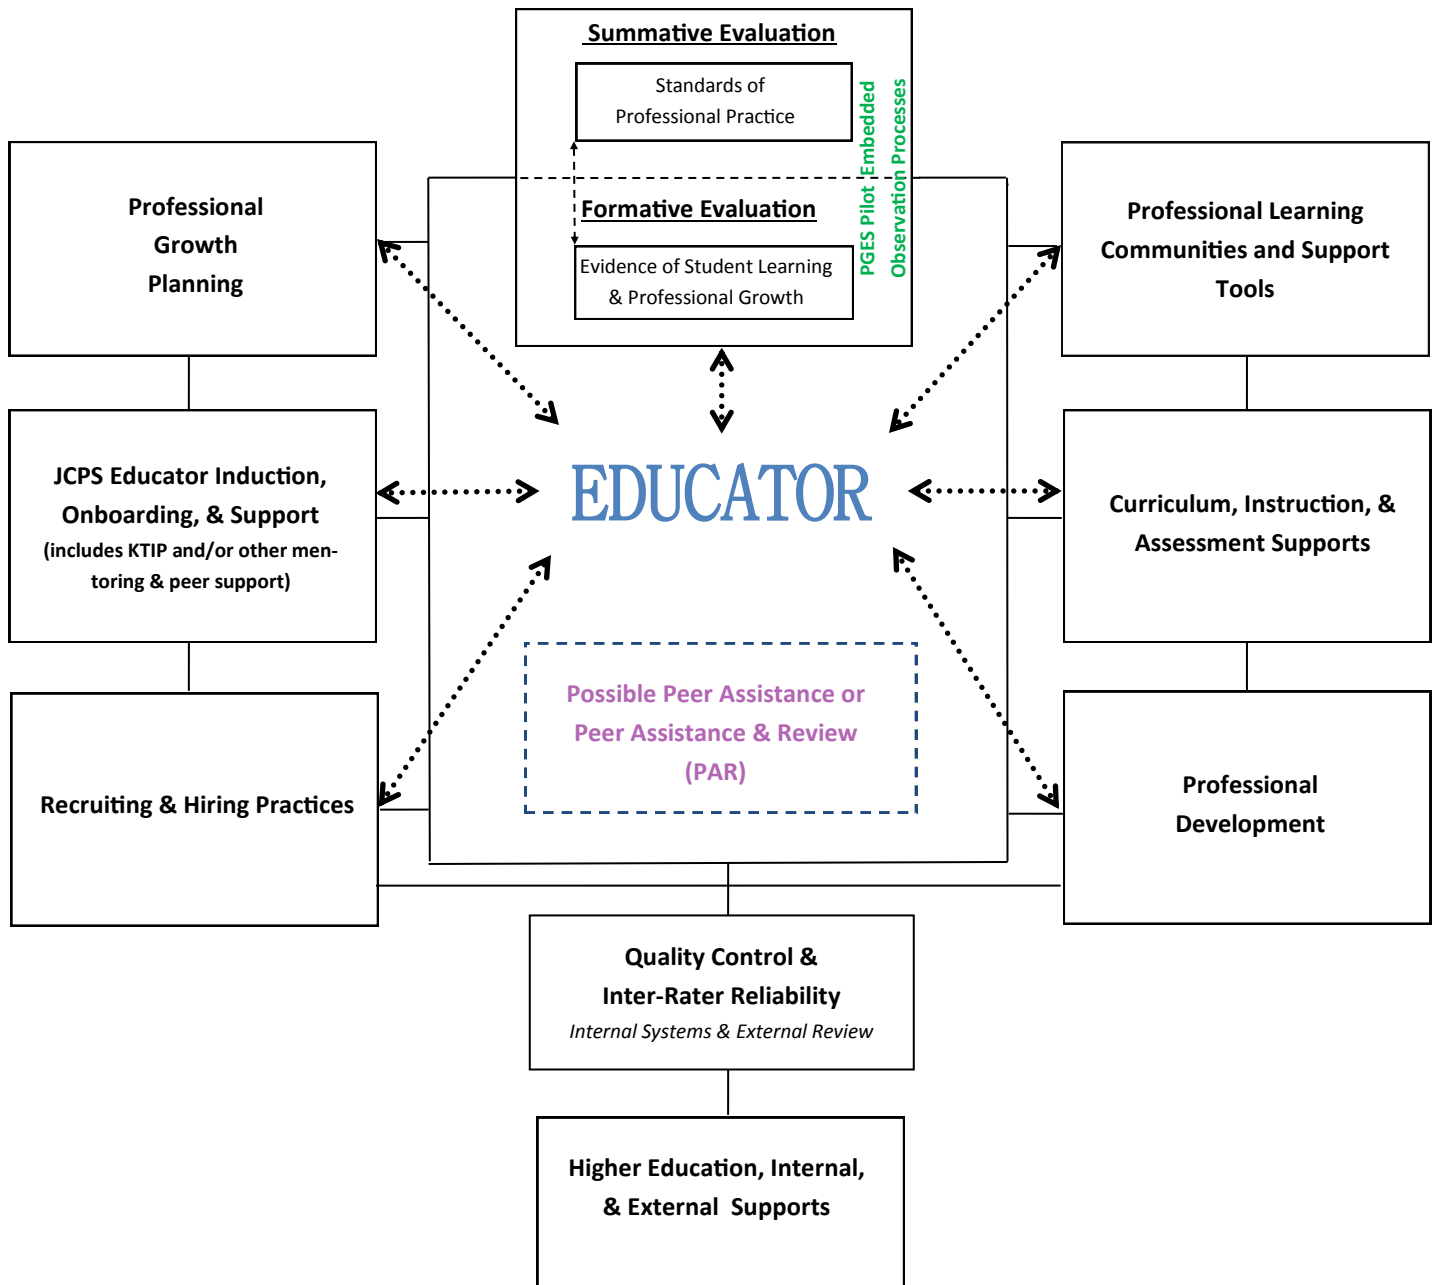 Summative Evaluation
Standards of
Professional Practice
PGES Pilot Embedded
Observation Processes
Formative Evaluation
Evidence of Student Learning
& Professional Growth
Professional
Growth
Planning
Professional Learning
Communities and Support
Tools
JCPS Educator Induction,
Onboarding, & Support
(includes KTIP and/or other men-
toring & peer support)
EDUCATOR
Curriculum, Instruction, &
Assessment Supports
Recruiting & Hiring Practices
Possible Peer Assistance or
Peer Assistance & Review
(PAR)
Professional
Development
Quality Control &
Inter-Rater Reliability
Internal Systems & External Review
Higher Education, Internal,
& External Supports